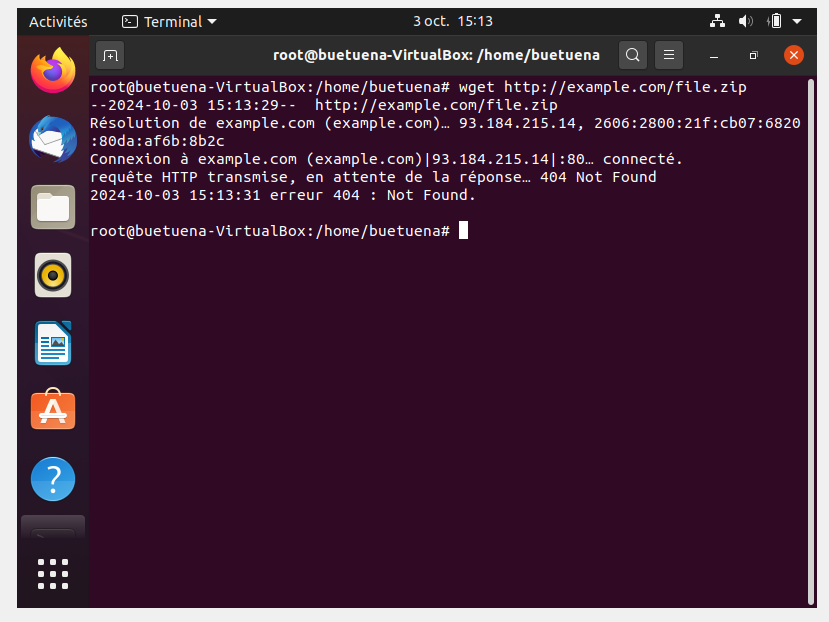 Activités Terminal 3 oct. 15:13
root@buetuena-VirtualBox: /home/buetuena
root@buetuena-VirtualBox:/home/buetuena# wget http://example.com/file.zip
--2024-10-03 15:13:29--  http://example.com/file.zip
Résolution de example.com (example.com)… 93.184.215.14, 2606:2800:21f:cb07:6820
:80da:af6b:8b2c
Connexion à example.com (example.com)|93.184.215.14|:80… connecté.
requête HTTP transmise, en attente de la réponse… 404 Not Found
2024-10-03 15:13:31 erreur 404 : Not Found.
root@buetuena-VirtualBox:/home/buetuena#